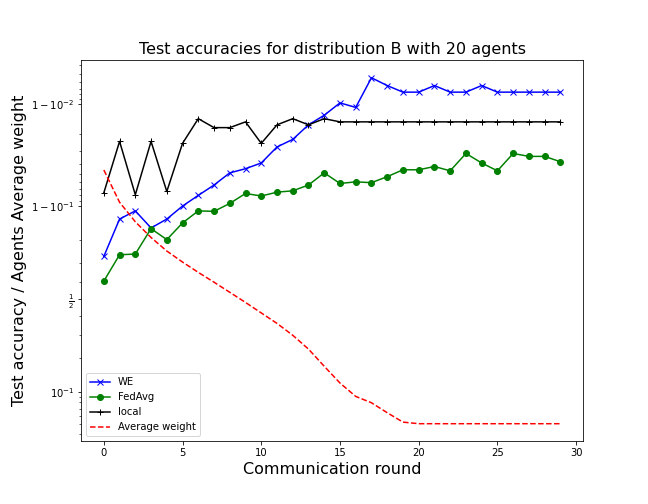 Test accuracies for distribution B with 20 agents
Test accuracy / Agents Average weight
1 − 10⁻²
1 − 10⁻¹
½
10⁻¹
WE
FedAvg
local
Average weight
0 5 10 15 20 25 30
Communication round